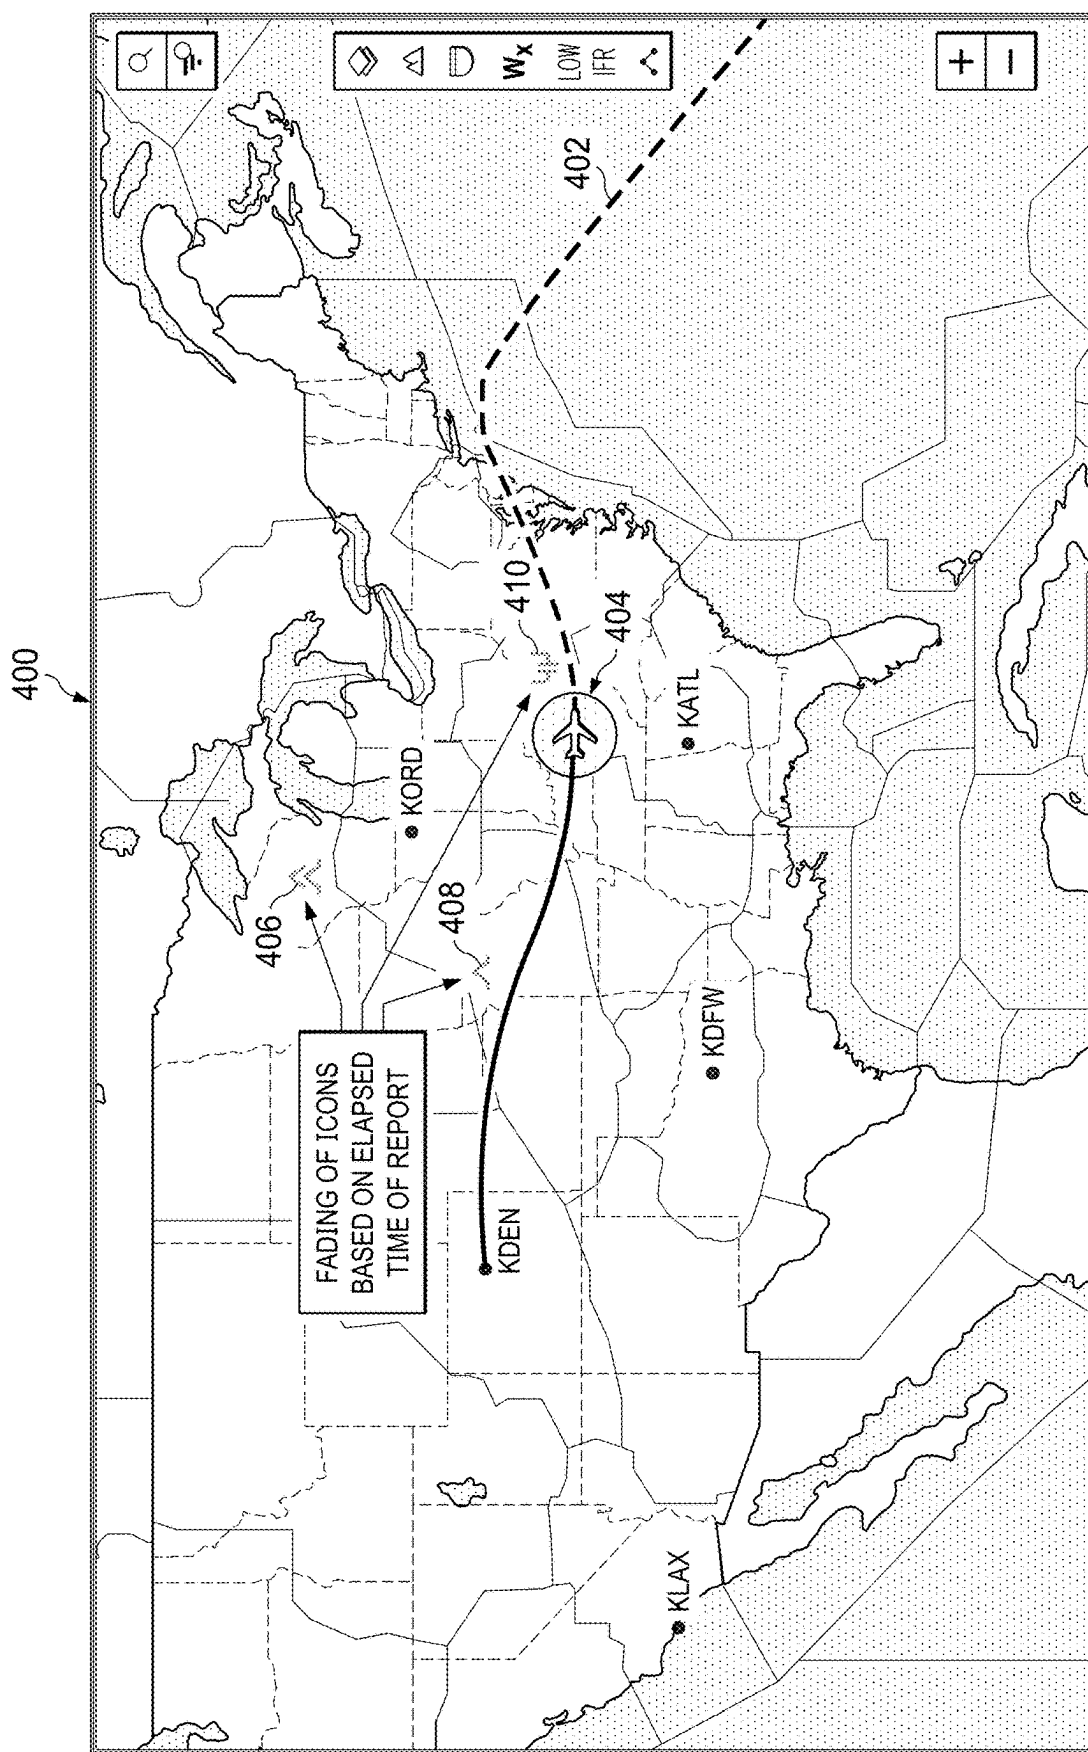 400
Wx
LOW
IFR
+
−
402
406
408
410
404
FADING OF ICONS
BASED ON ELAPSED
TIME OF REPORT
KORD
KATL
KDFW
KDEN
KLAX